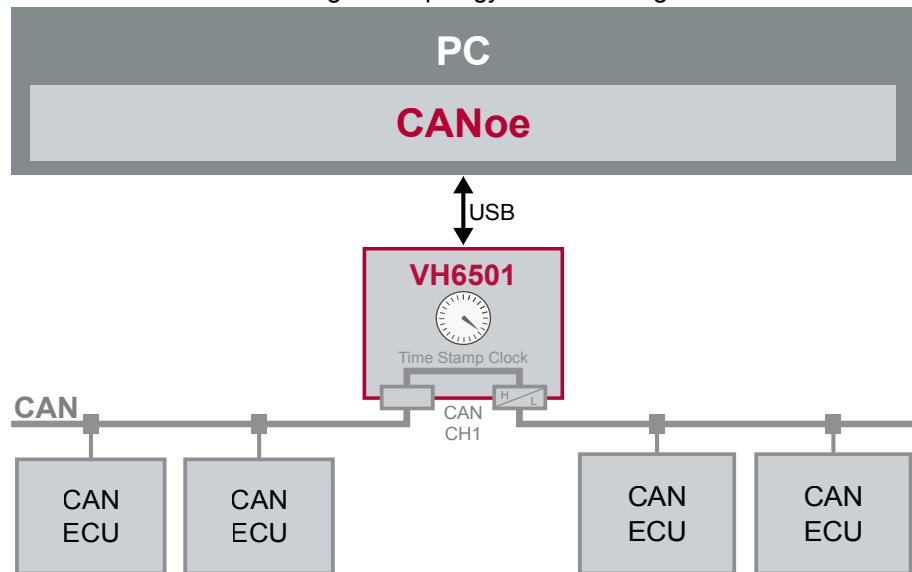 PC
CANoe
USB
VH6501
Time Stamp Clock
H
L
CAN
CAN
CH1
CAN
ECU
CAN
ECU
CAN
ECU
CAN
ECU